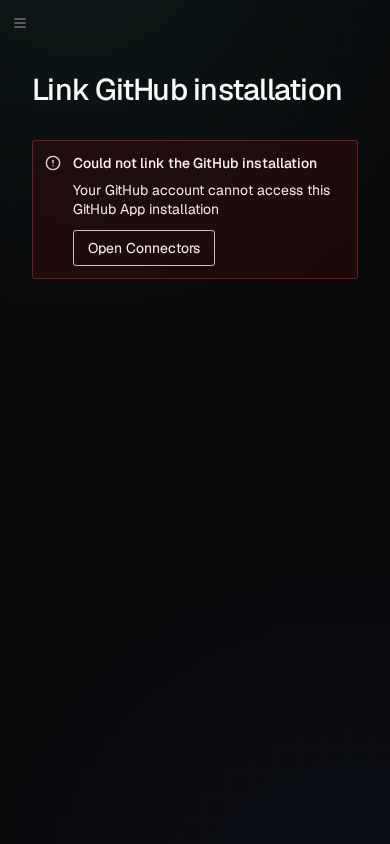 Link GitHub installation
Could not link the GitHub installation
Your GitHub account cannot access this
GitHub App installation
Open Connectors